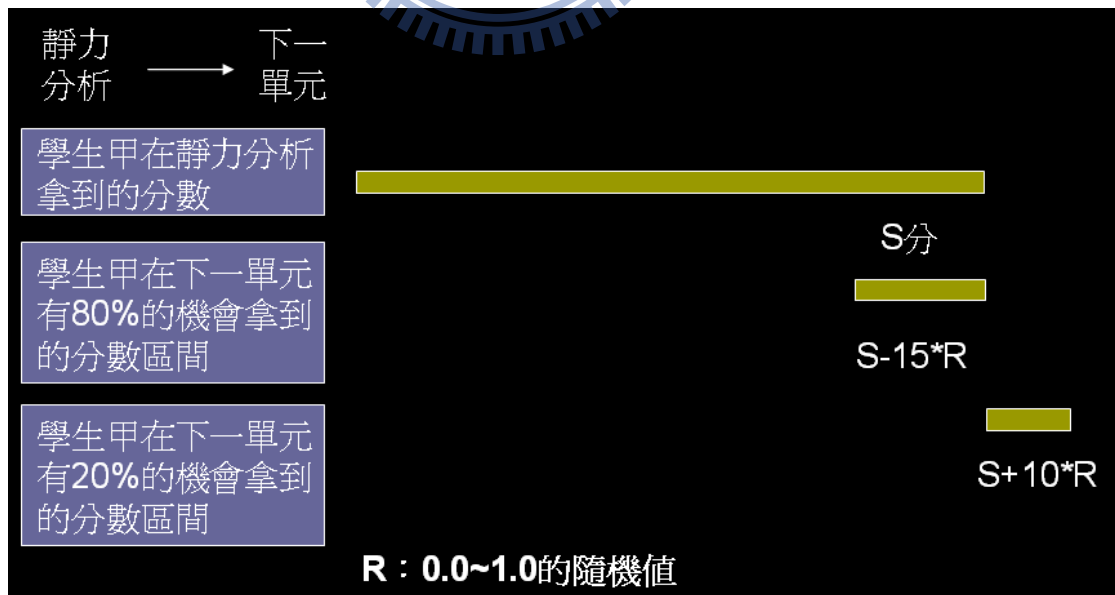 靜力
分析
下一
單元
學生甲在靜力分析
拿到的分數
S分
學生甲在下一單元
有80%的機會拿到
的分數區間
S-15*R
學生甲在下一單元
有20%的機會拿到
的分數區間
S+10*R
R：0.0~1.0的隨機值